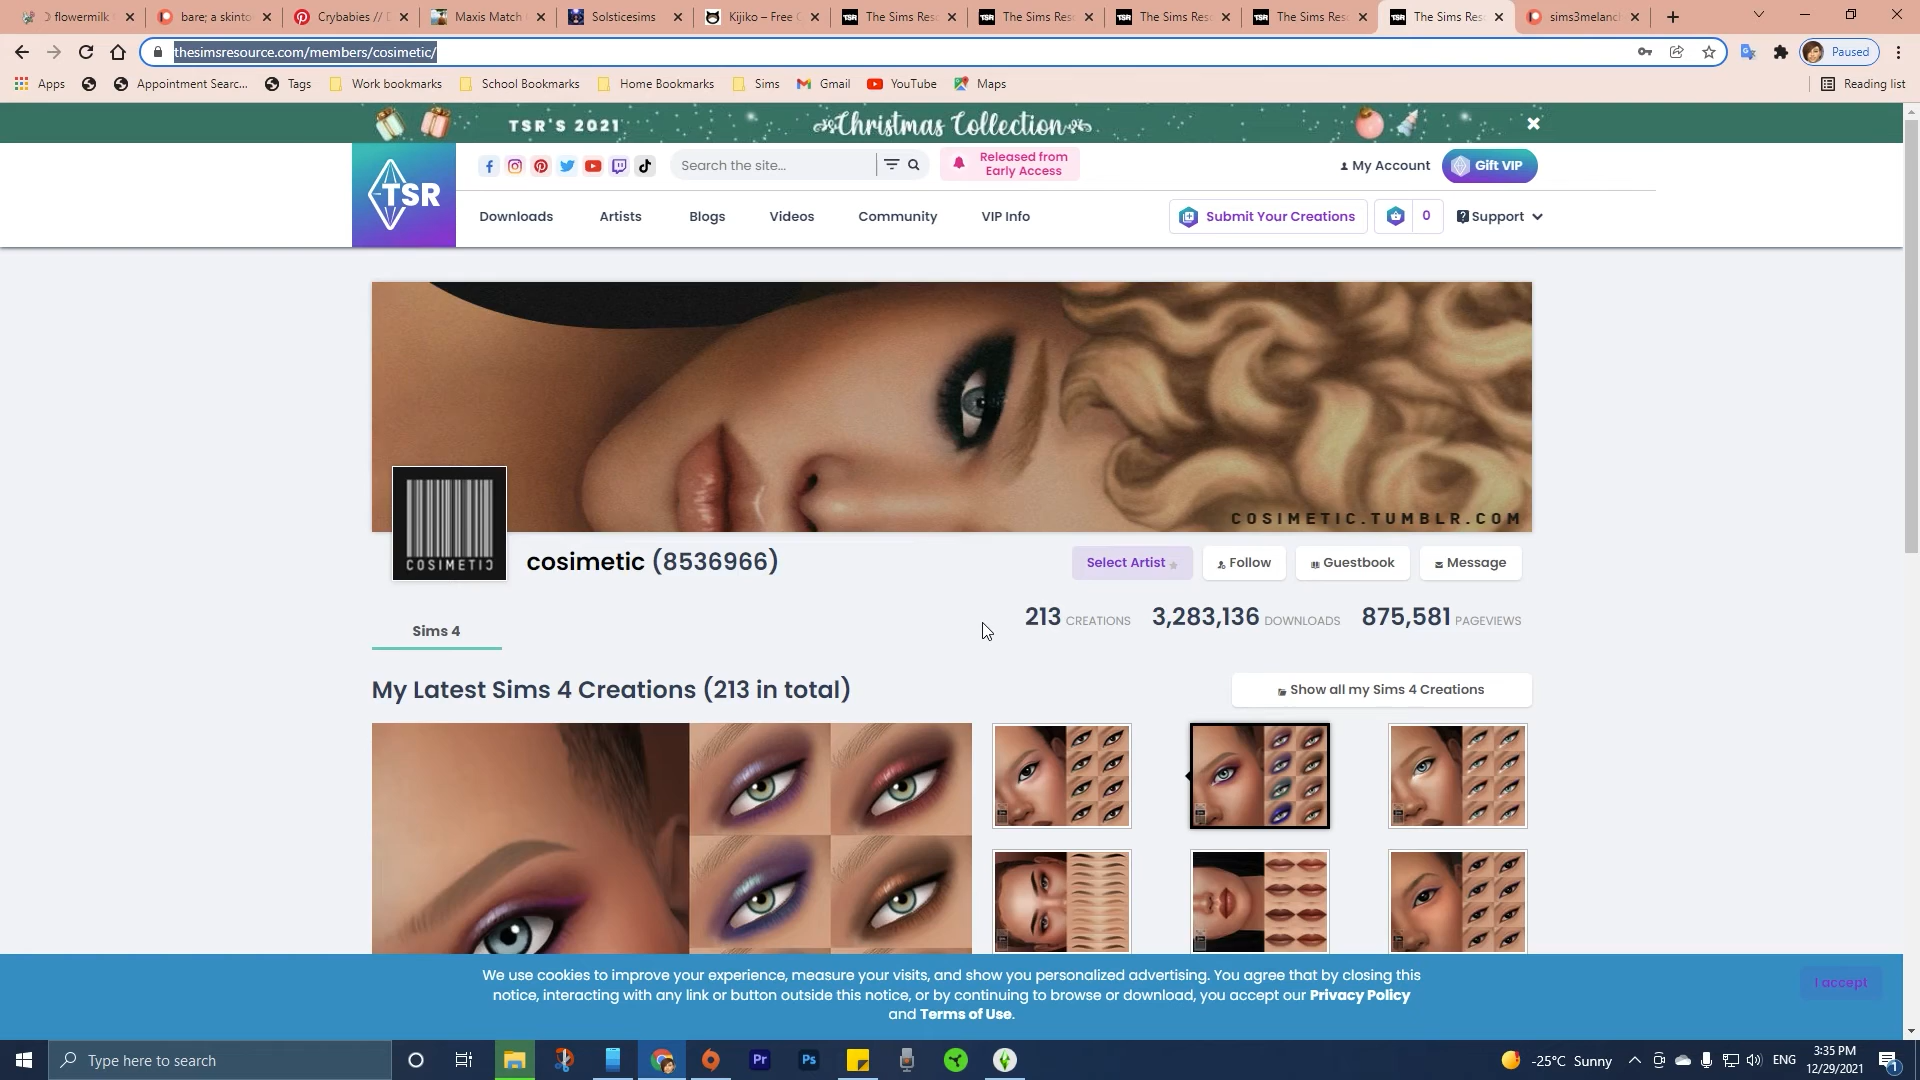 flowermilk
bare; a skinto
Crybabies // D
Maxis Match
Solsticesims
Kijiko – Free C
The Sims Res
The Sims Res
The Sims Res
The Sims Res
The Sims Res
sims3melanc
thesimsresource.com/members/cosimetic/
Paused
Apps
Appointment Searc...
Tags
Work bookmarks
School Bookmarks
Home Bookmarks
Sims
Gmail
YouTube
Maps
Reading list
TSR'S 2021
Christmas Collection
TSR
Search the site...
Released from
Early Access
My Account
Gift VIP
Downloads
Artists
Blogs
Videos
Community
VIP Info
Submit Your Creations
0
Support
COSIMETIC.TUMBLR.COM
COSIMETIC
cosimetic (8536966)
Select Artist
Follow
Guestbook
Message
213 CREATIONS
3,283,136 DOWNLOADS
875,581 PAGEVIEWS
Sims 4
My Latest Sims 4 Creations (213 in total)
Show all my Sims 4 Creations
We use cookies to improve your experience, measure your visits, and show you personalized advertising. You agree that by closing this
notice, interacting with any link or button outside this notice, or by continuing to browse or download, you accept our Privacy Policy
and Terms of Use.
I accept
Type here to search
Pr
Ps
-25°C Sunny
ENG
3:35 PM
12/29/2021
1